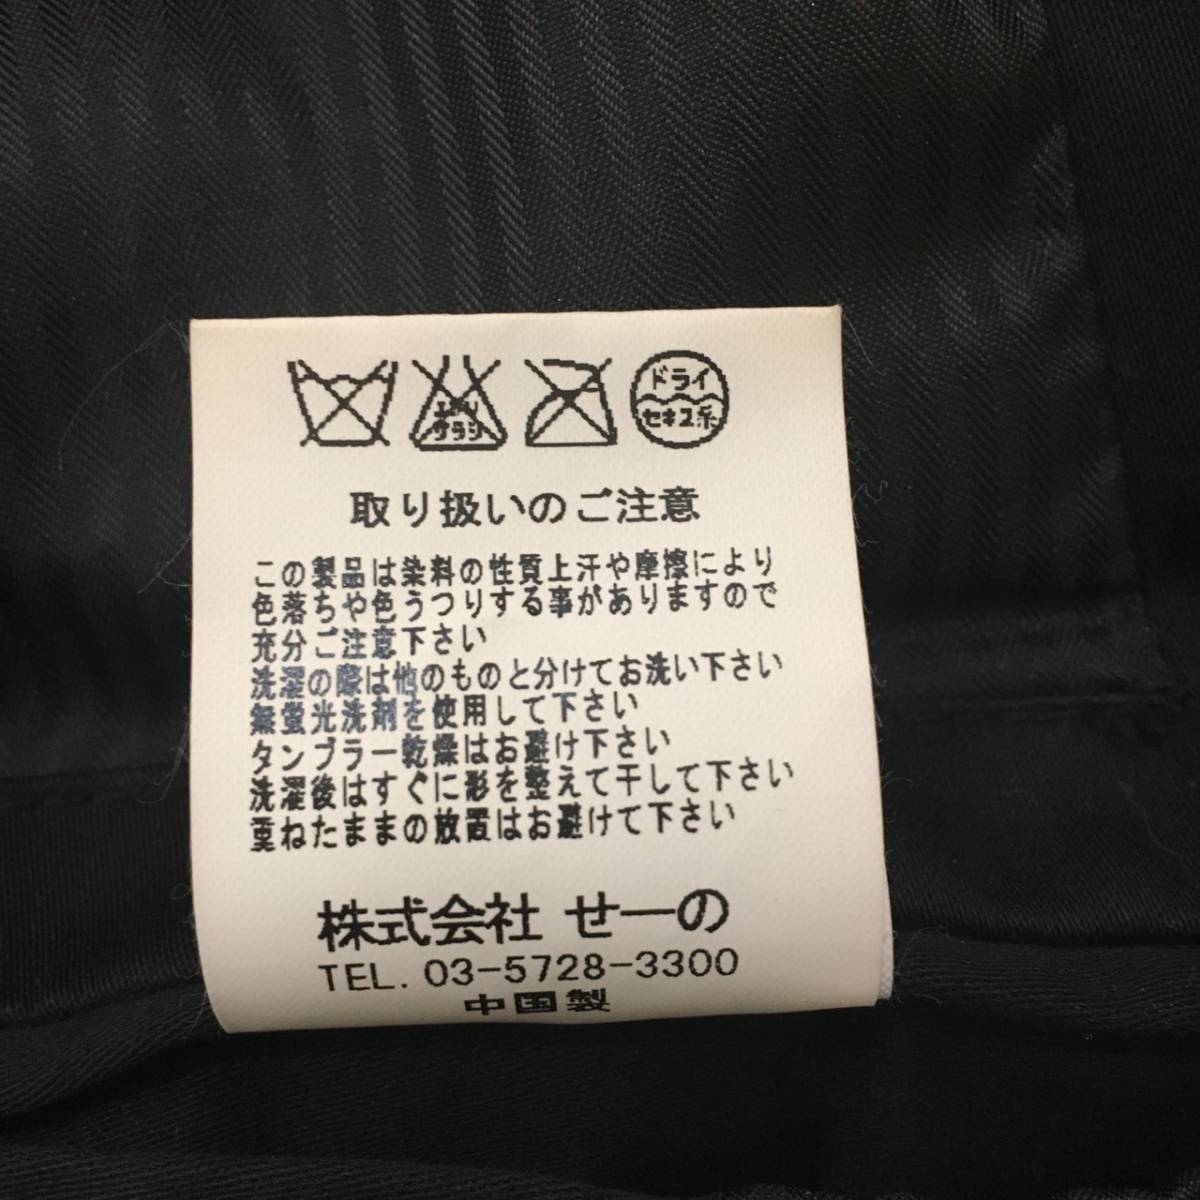 エンソ
サラシ
ドライ
セキユ系
取り扱いのご注意
この製品は染料の性質上汗や摩擦により
色落ちや色うつりする事がありますので
充分ご注意下さい
洗濯の際は他のものと分けてお洗い下さい
無蛍光洗剤を使用して下さい
タンブラー乾燥はお避け下さい
洗濯後はすぐに形を整えて干して下さい
重ねたままの放置はお避けて下さい
株式会社 せーの
TEL. 03-5728-3300
中国製